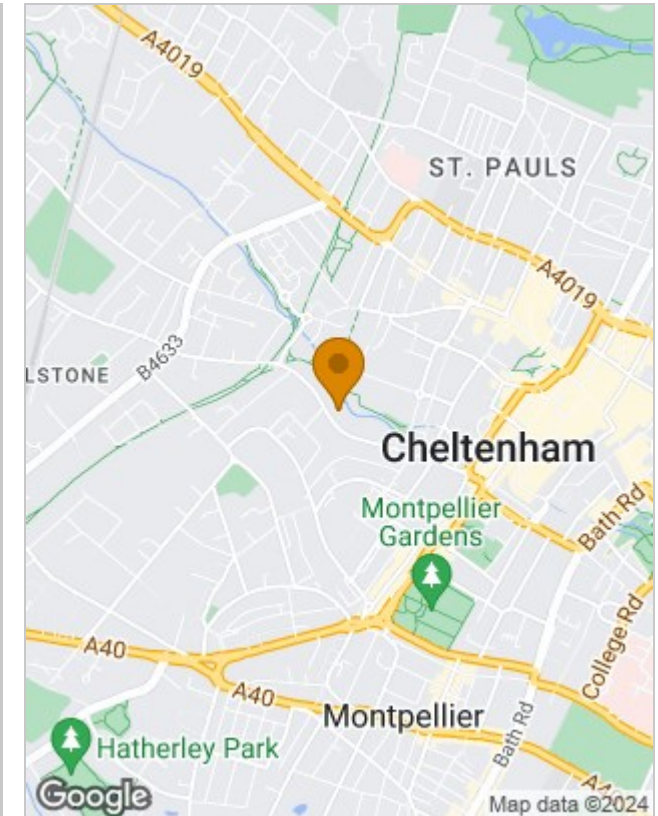 A4019
ST. PAULS
A4019
LSTONE
B4633
Cheltenham
Montpellier
Gardens
Bath Rd
College Rd
A40
A40
Montpellier
Bath Rd
Hatherley Park
A40
Google
Map data ©2024